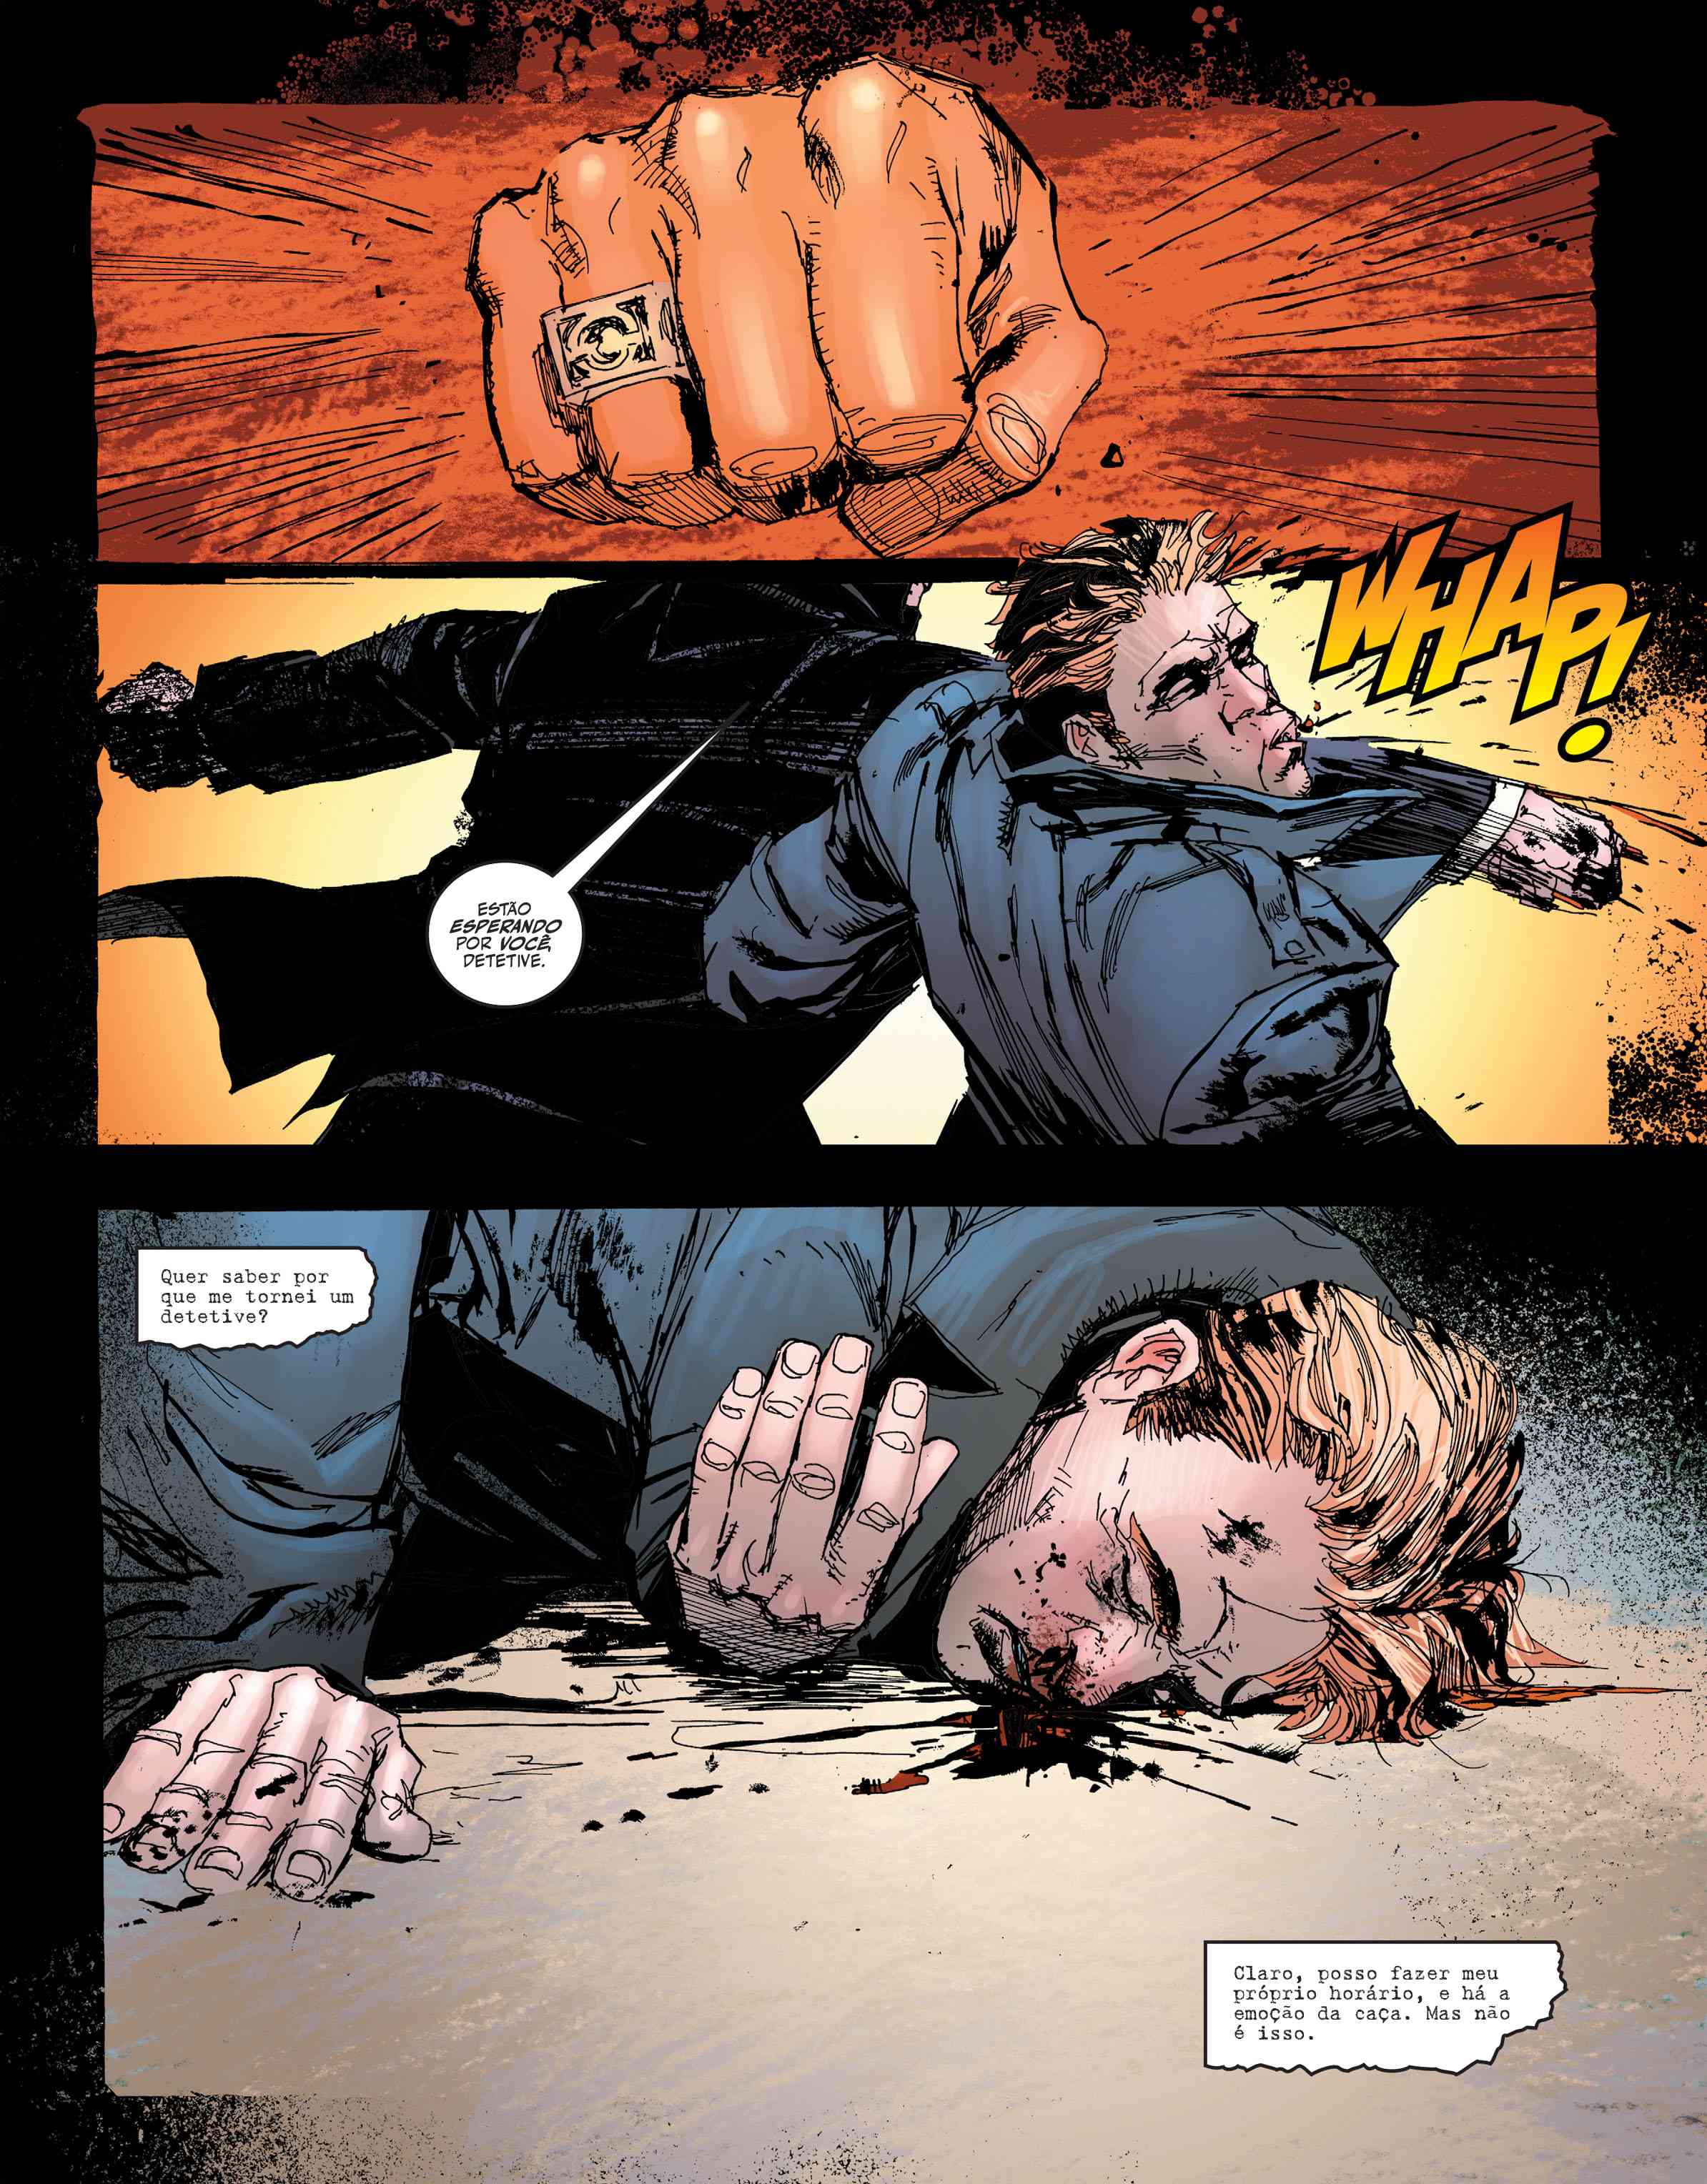 WHAP!
ESTÃO
ESPERANDO
POR VOCÊ,
DETETIVE.
Quer saber por
que me tornei um
detetive?
Claro, posso fazer meu
próprio horário, e há a
emoção da caça. Mas não
é isso.